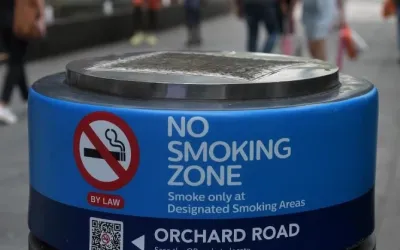 NO
SMOKING
ZONE
Smoke only at
Designated Smoking Areas
BY LAW
ORCHARD ROAD